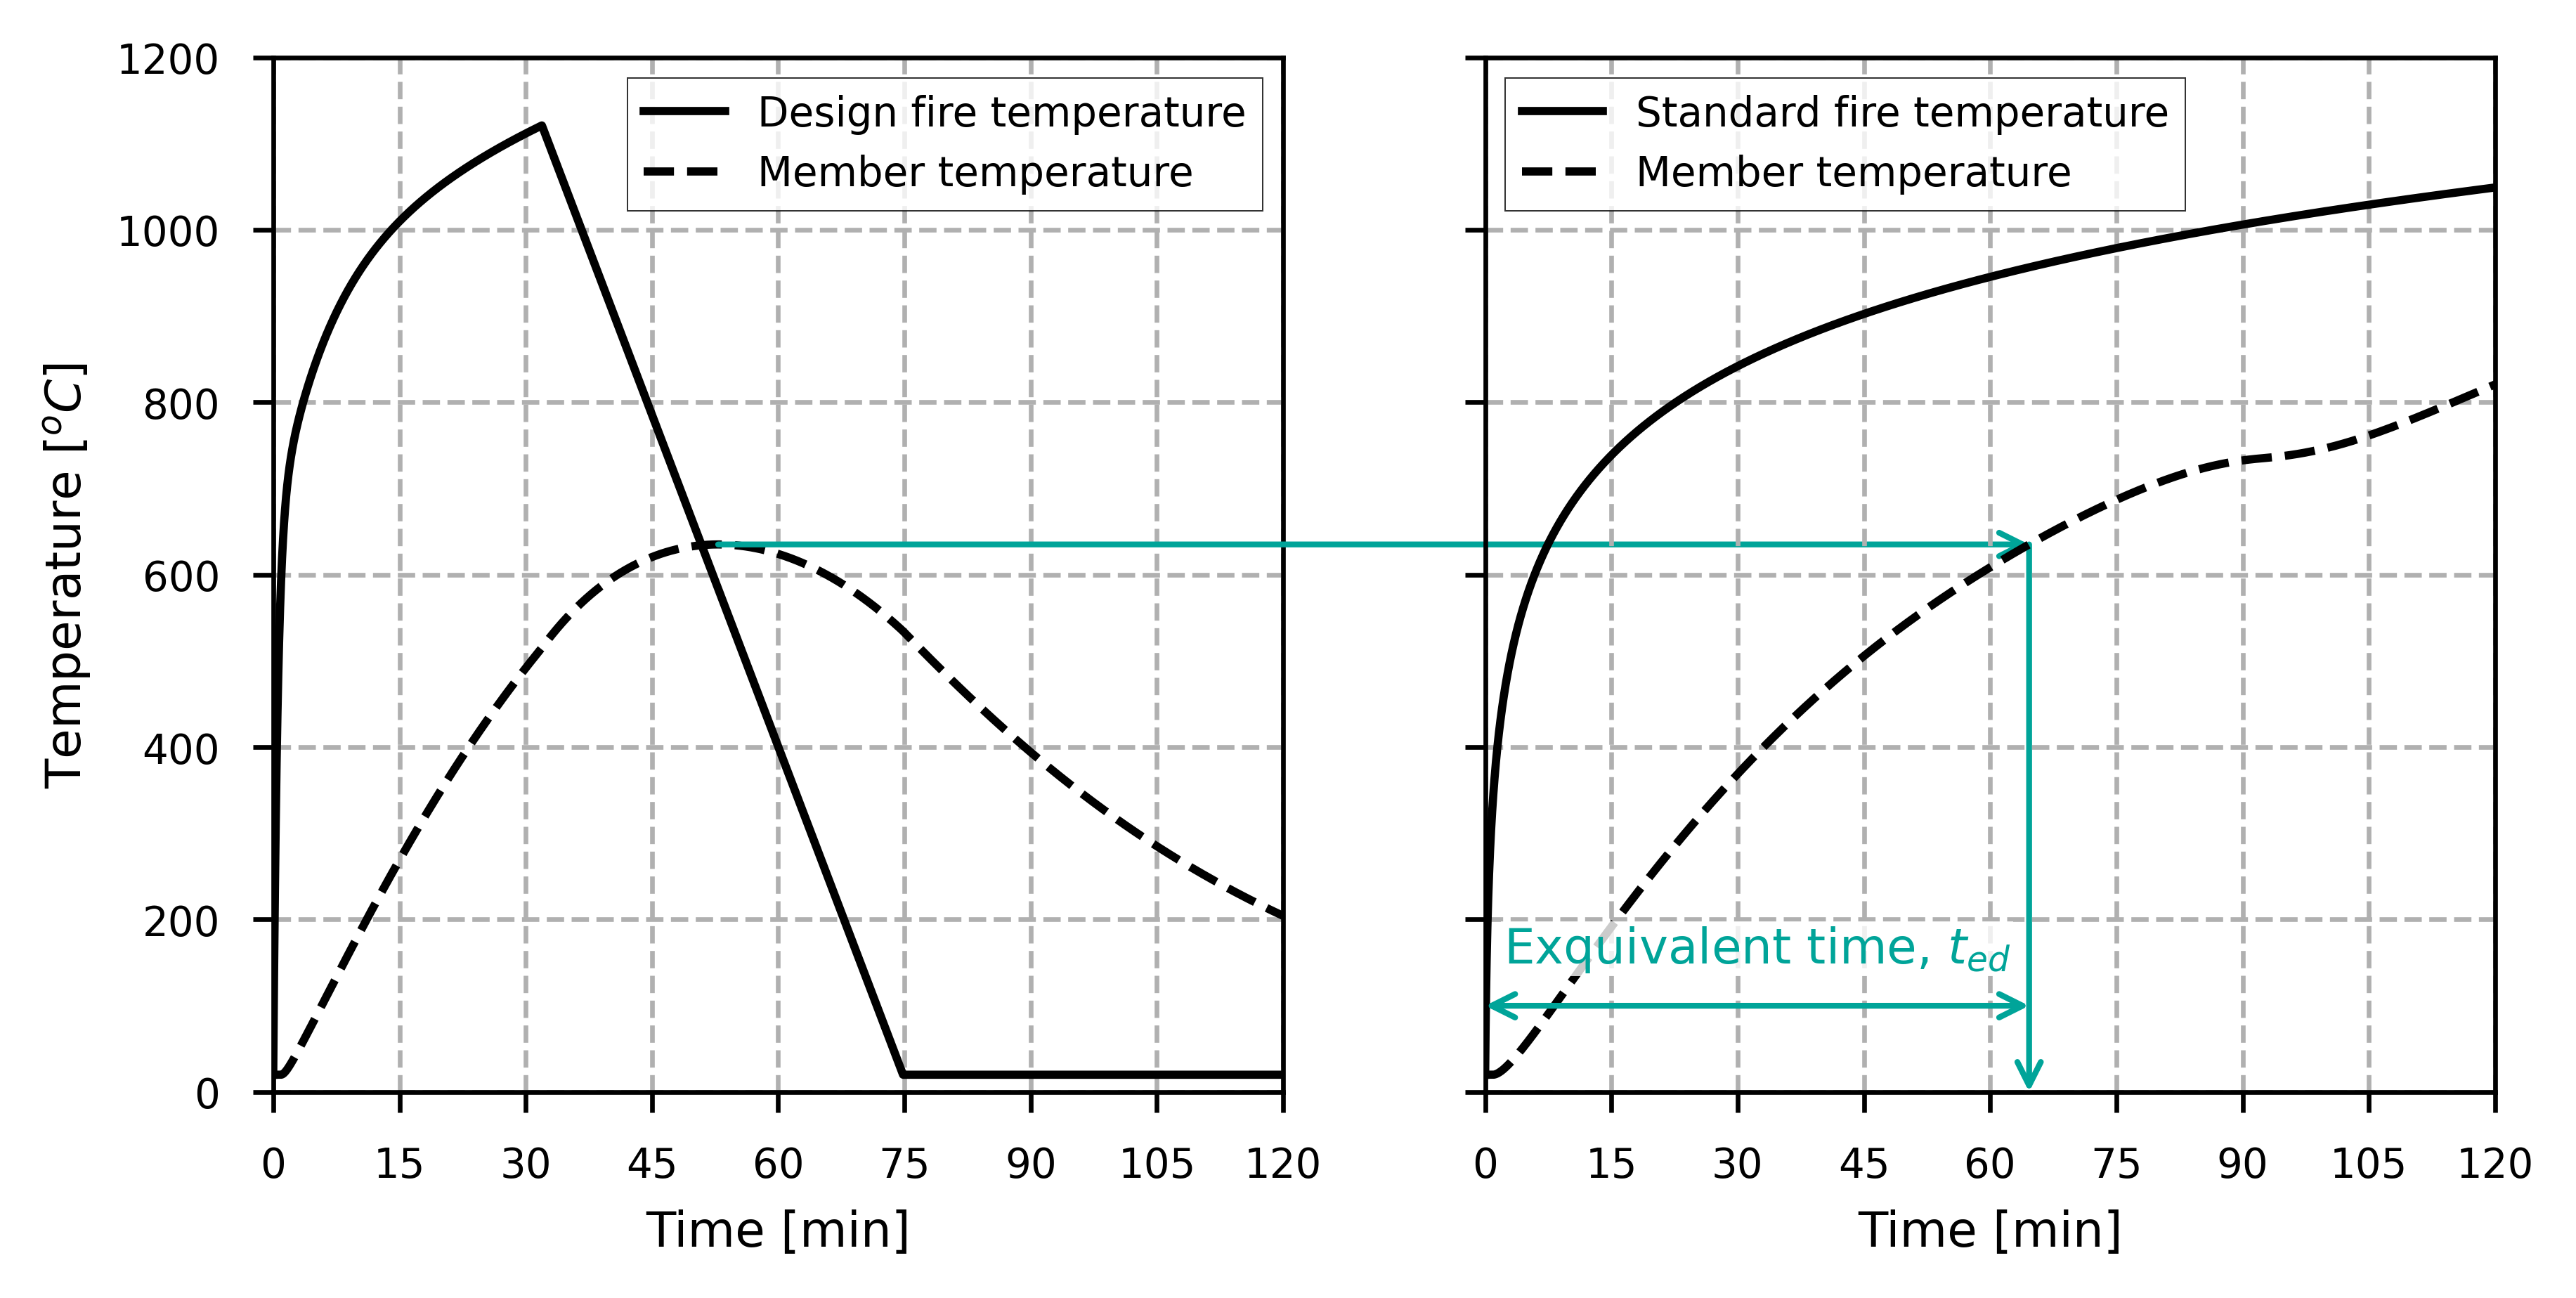 Temperature [°C]
1200
1000
800
600
400
200
0
Design fire temperature
Member temperature
0 15 30 45 60 75 90 105 120
Time [min]
Standard fire temperature
Member temperature
Exquivalent time, t_ed
0 15 30 45 60 75 90 105 120
Time [min]